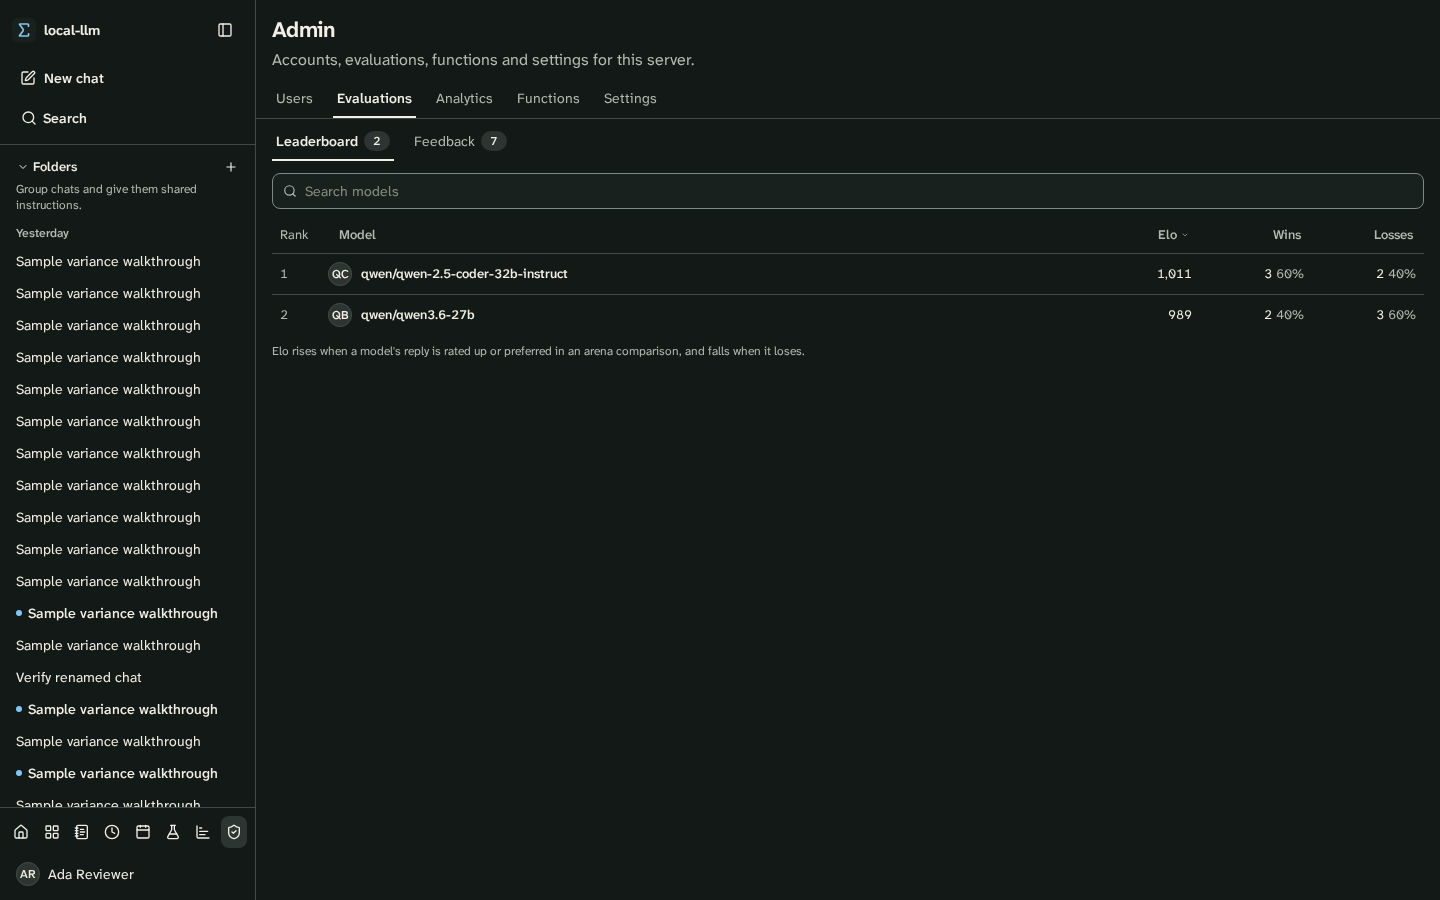 local-llm
New chat
Search
Folders
Group chats and give them shared
instructions.
Yesterday
Sample variance walkthrough
Sample variance walkthrough
Sample variance walkthrough
Sample variance walkthrough
Sample variance walkthrough
Sample variance walkthrough
Sample variance walkthrough
Sample variance walkthrough
Sample variance walkthrough
Sample variance walkthrough
Sample variance walkthrough
Sample variance walkthrough
Sample variance walkthrough
Verify renamed chat
Sample variance walkthrough
Sample variance walkthrough
Sample variance walkthrough
Sample variance walkthrough
AR Ada Reviewer
Admin
Accounts, evaluations, functions and settings for this server.
Users Evaluations Analytics Functions Settings
Leaderboard 2 Feedback 7
Search models
Rank Model Elo Wins Losses
1 QC qwen/qwen-2.5-coder-32b-instruct 1,011 3 60% 2 40%
2 QB qwen/qwen3.6-27b 989 2 40% 3 60%
Elo rises when a model's reply is rated up or preferred in an arena comparison, and falls when it loses.